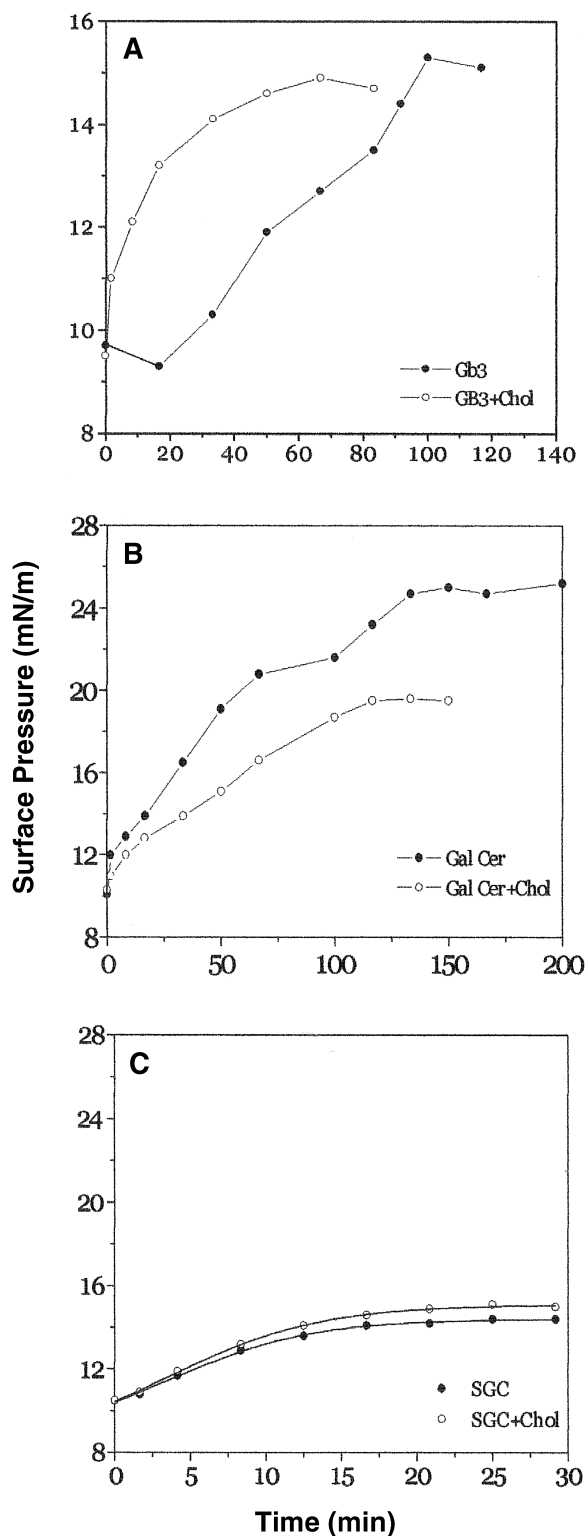 A
16
14
12
10
8
Gb3
GB3+Chol
0 20 40 60 80 100 120 140
Surface Pressure (mN/m)
B
28
24
20
16
12
8
Gal Cer
Gal Cer+Chol
0 50 100 150 200
C
28
24
20
16
12
8
SGC
SGC+Chol
0 5 10 15 20 25 30
Time (min)